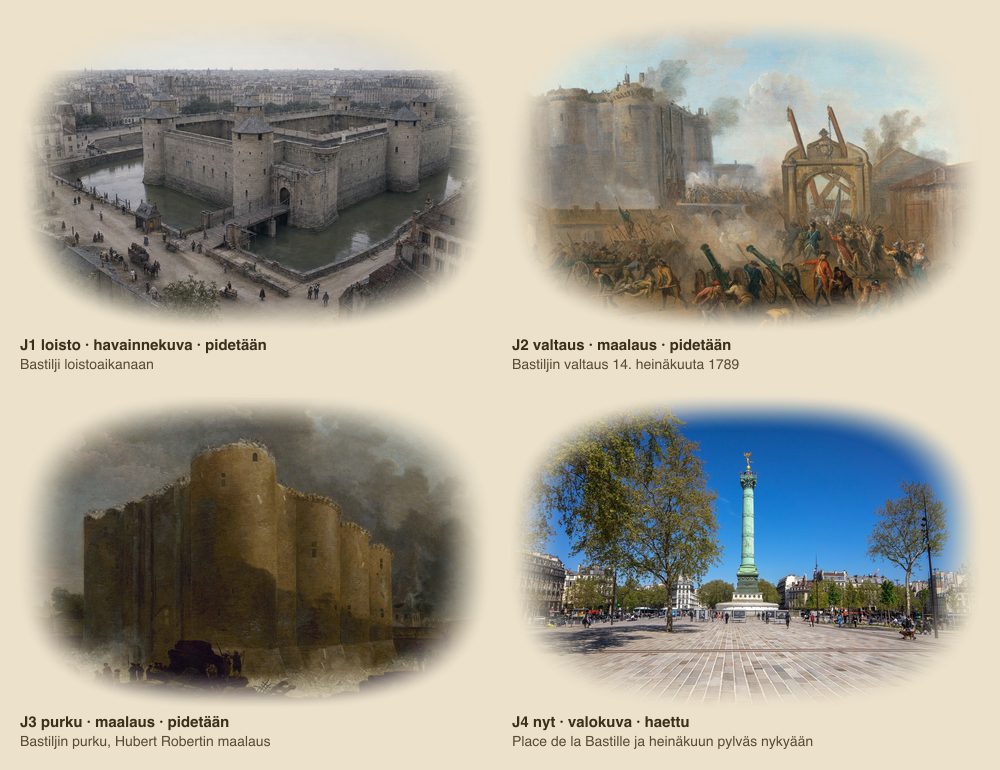 J1 loisto · havainnekuva · pidetään
Bastilji loistoaikanaan
J2 valtaus · maalaus · pidetään
Bastiljin valtaus 14. heinäkuuta 1789
J3 purku · maalaus · pidetään
Bastiljin purku, Hubert Robertin maalaus
J4 nyt · valokuva · haettu
Place de la Bastille ja heinäkuun pylväs nykyään